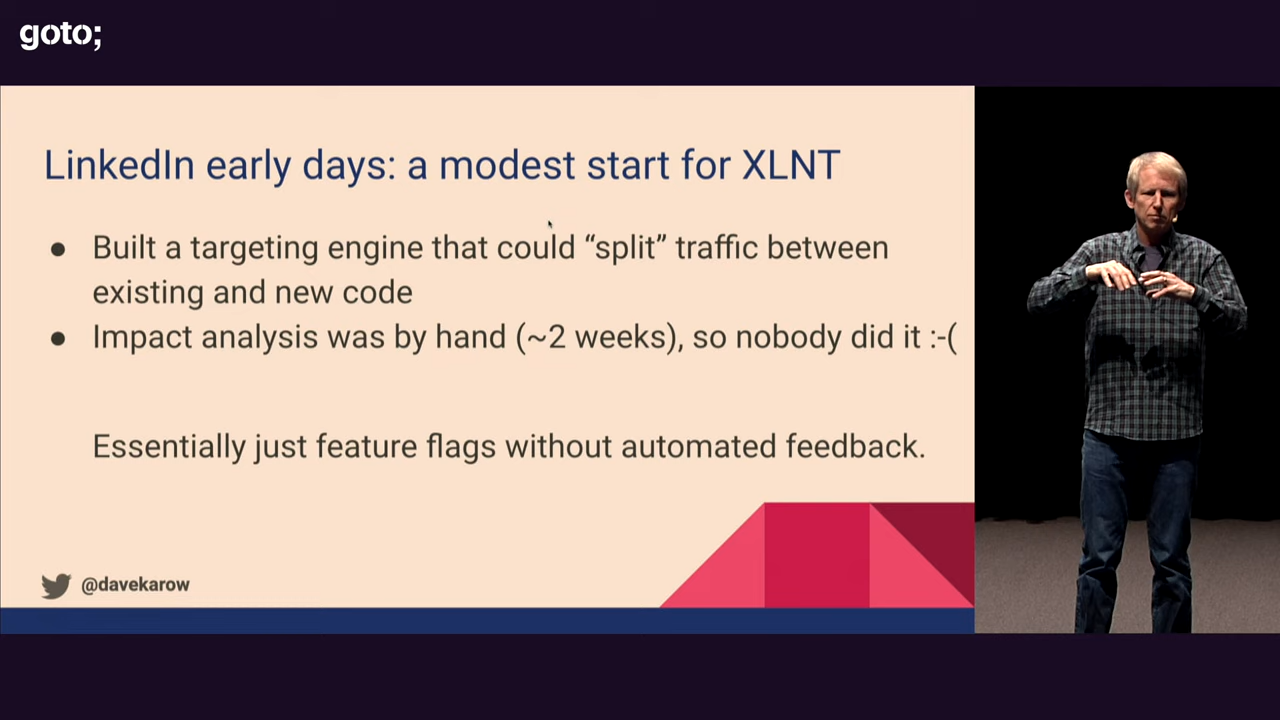 goto;
LinkedIn early days: a modest start for XLNT
● Built a targeting engine that could “split” traffic between
existing and new code
● Impact analysis was by hand (~2 weeks), so nobody did it :-(
Essentially just feature flags without automated feedback.
@davekarow